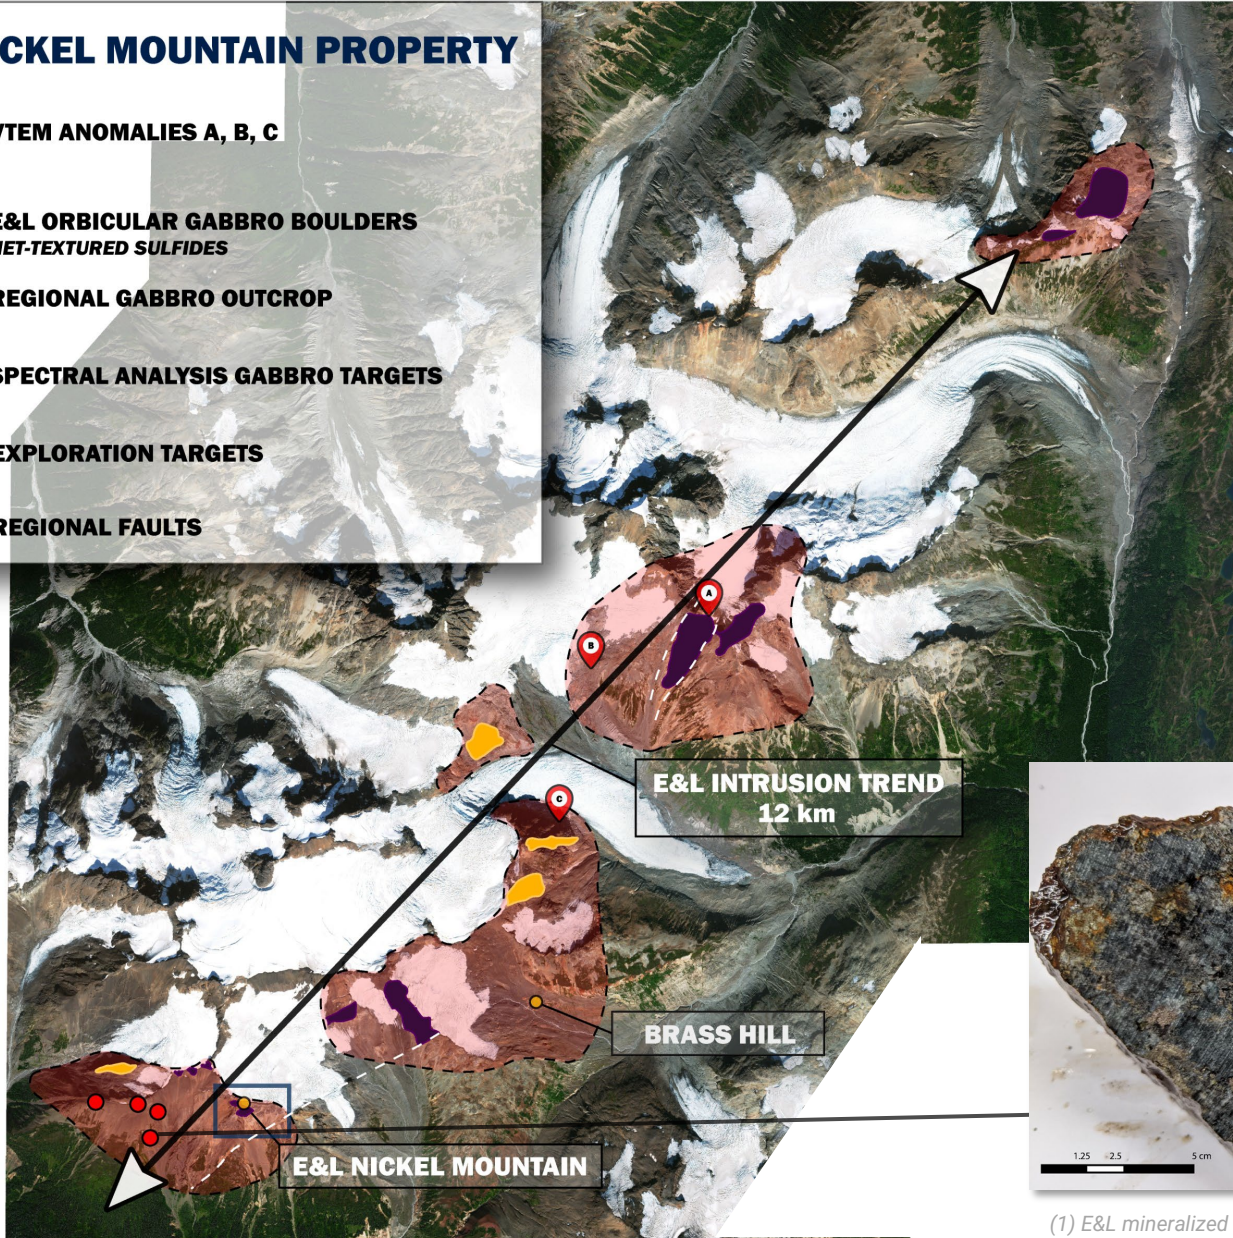 CKEL MOUNTAIN PROPERTY
VTEM ANOMALIES A, B, C
E&L ORBICULAR GABBRO BOULDERS
NET-TEXTURED SULFIDES
REGIONAL GABBRO OUTCROP
SPECTRAL ANALYSIS GABBRO TARGETS
EXPLORATION TARGETS
REGIONAL FAULTS
A
B
E&L INTRUSION TREND
12 km
C
BRASS HILL
E&L NICKEL MOUNTAIN
1.25 2.5 5 cm
(1) E&L mineralized